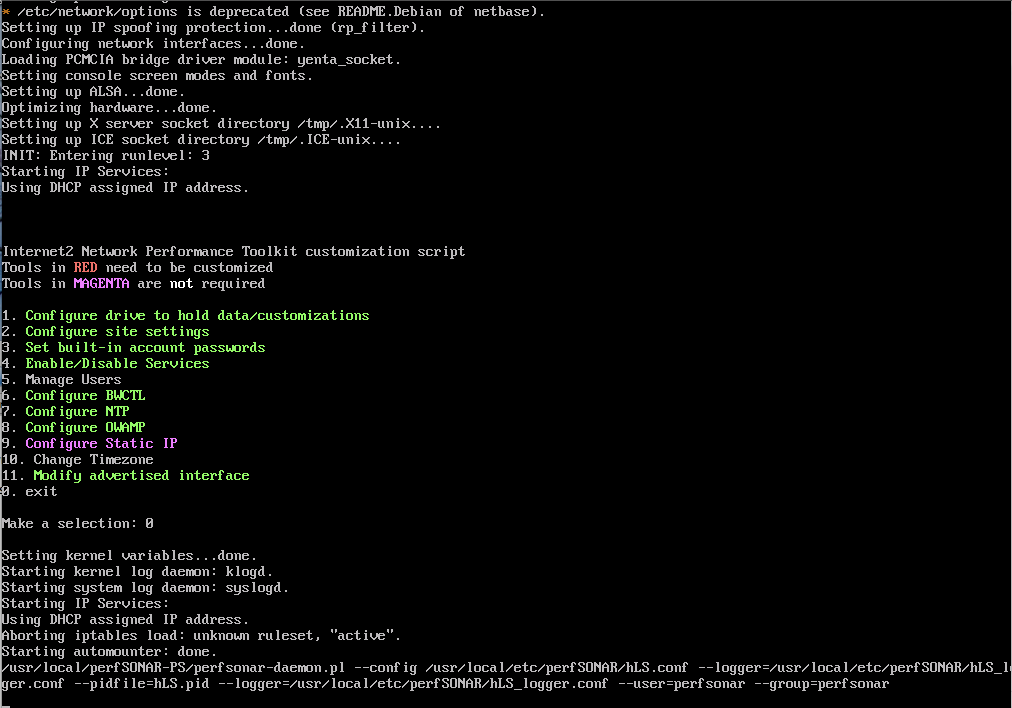 * /etc/network/options is deprecated (see README.Debian of netbase).
Setting up IP spoofing protection...done (rp_filter).
Configuring network interfaces...done.
Loading PCMCIA bridge driver module: yenta_socket.
Setting console screen modes and fonts.
Setting up ALSA...done.
Optimizing hardware...done.
Setting up X server socket directory /tmp/.X11-unix....
Setting up ICE socket directory /tmp/.ICE-unix....
INIT: Entering runlevel: 3
Starting IP Services:
Using DHCP assigned IP address.
Internet2 Network Performance Toolkit customization script
Tools in RED need to be customized
Tools in MAGENTA are not required
1. Configure drive to hold data/customizations
2. Configure site settings
3. Set built-in account passwords
4. Enable/Disable Services
5. Manage Users
6. Configure BWCTL
7. Configure NTP
8. Configure OWAMP
9. Configure Static IP
10. Change Timezone
11. Modify advertised interface
0. exit
Make a selection: 0
Setting kernel variables...done.
Starting kernel log daemon: klogd.
Starting system log daemon: syslogd.
Starting IP Services:
Using DHCP assigned IP address.
Aborting iptables load: unknown ruleset, "active".
Starting automounter: done.
/usr/local/perfSONAR-PS/perfsonar-daemon.pl --config /usr/local/etc/perfSONAR/hLS.conf --logger=/usr/local/etc/perfSONAR/hLS_l
ger.conf --pidfile=hLS.pid --logger=/usr/local/etc/perfSONAR/hLS_logger.conf --user=perfsonar --group=perfsonar